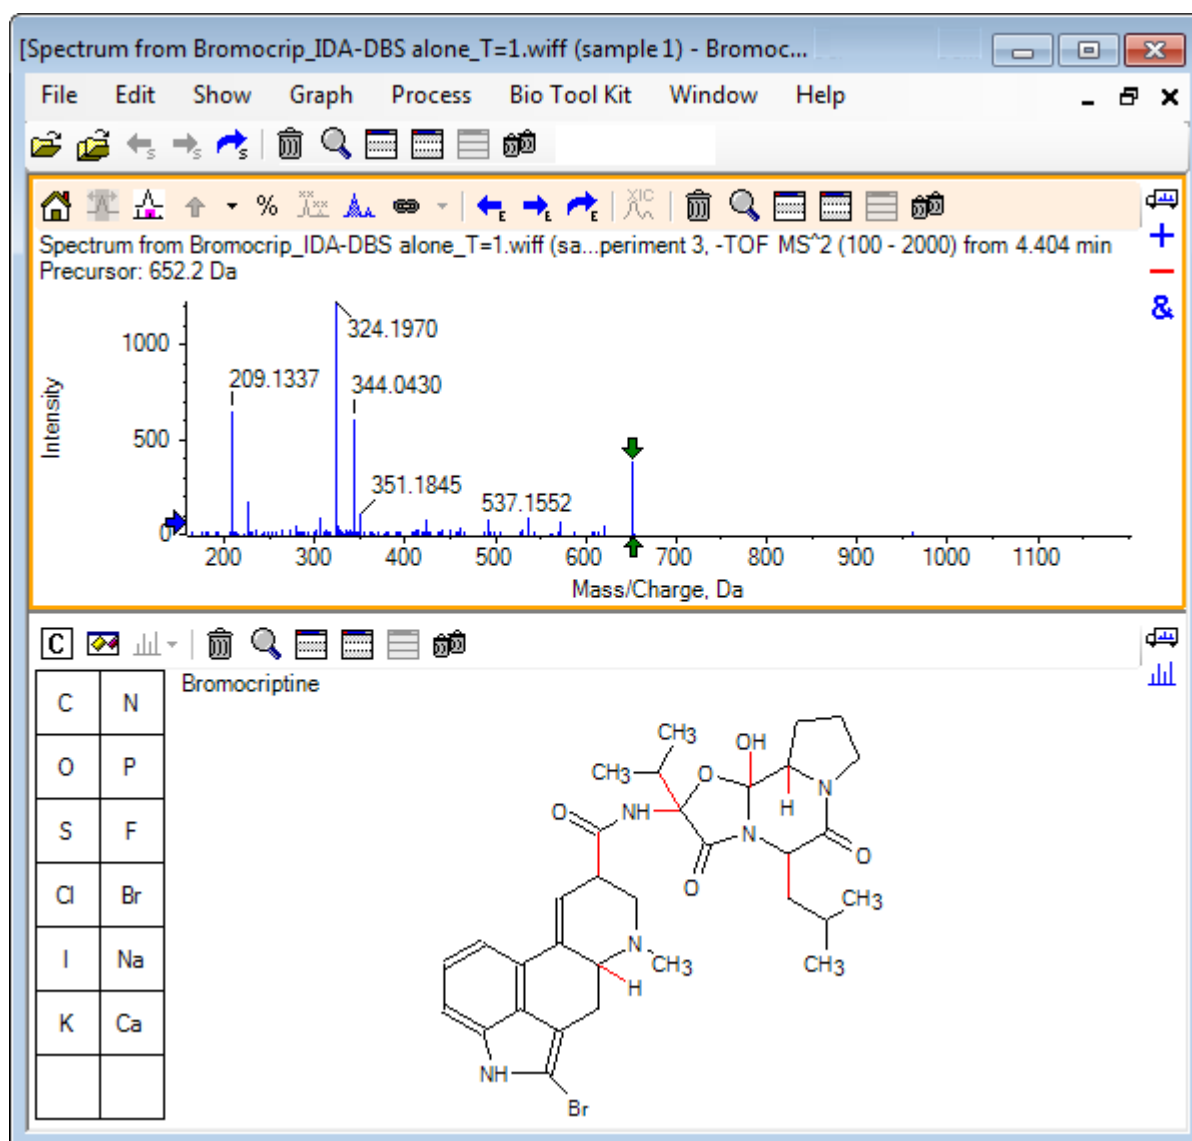 [Spectrum from Bromocrip_IDA-DBS alone_T=1.wiff (sample 1) - Bromoc...
File Edit Show Graph Process Bio Tool Kit Window Help
S S S
% E E E XIC
Spectrum from Bromocrip_IDA-DBS alone_T=1.wiff (sa...periment 3, -TOF MS^2 (100 - 2000) from 4.404 min
Precursor: 652.2 Da
+
&
Intensity
1000
500
0
324.1970
209.1337
344.0430
351.1845
537.1552
200 300 400 500 600 700 800 900 1000 1100
Mass/Charge, Da
C
Bromocriptine
C N
O P
S F
Cl Br
I Na
K Ca
CH3
OH
CH3
O
H
N
O
NH
N
O
O
CH3
CH3
N
CH3
H
NH
Br